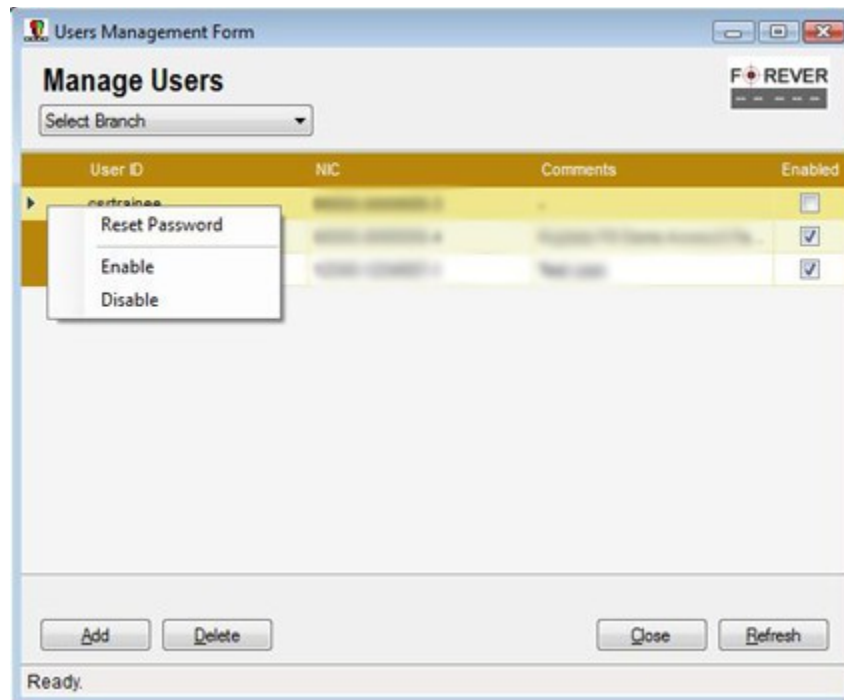 Users Management Form
Manage Users
F REVER
Select Branch
User ID NIC Comments Enabled
csrtrainee
Reset Password
Enable
Disable
Add Delete Close Refresh
Ready.